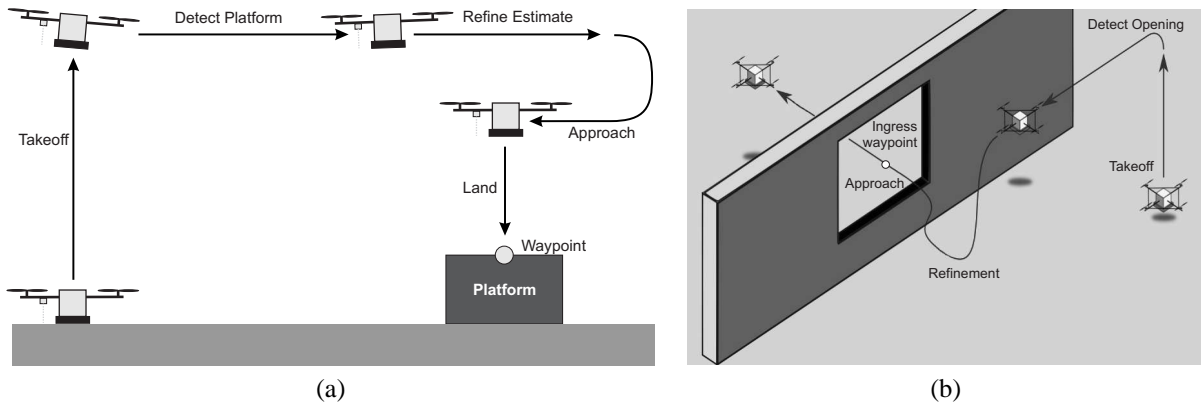 Detect Platform
Refine Estimate
Takeoff
Approach
Land
Waypoint
Platform
(a)
Detect Opening
Ingress
waypoint
Approach
Takeoff
Refinement
(b)